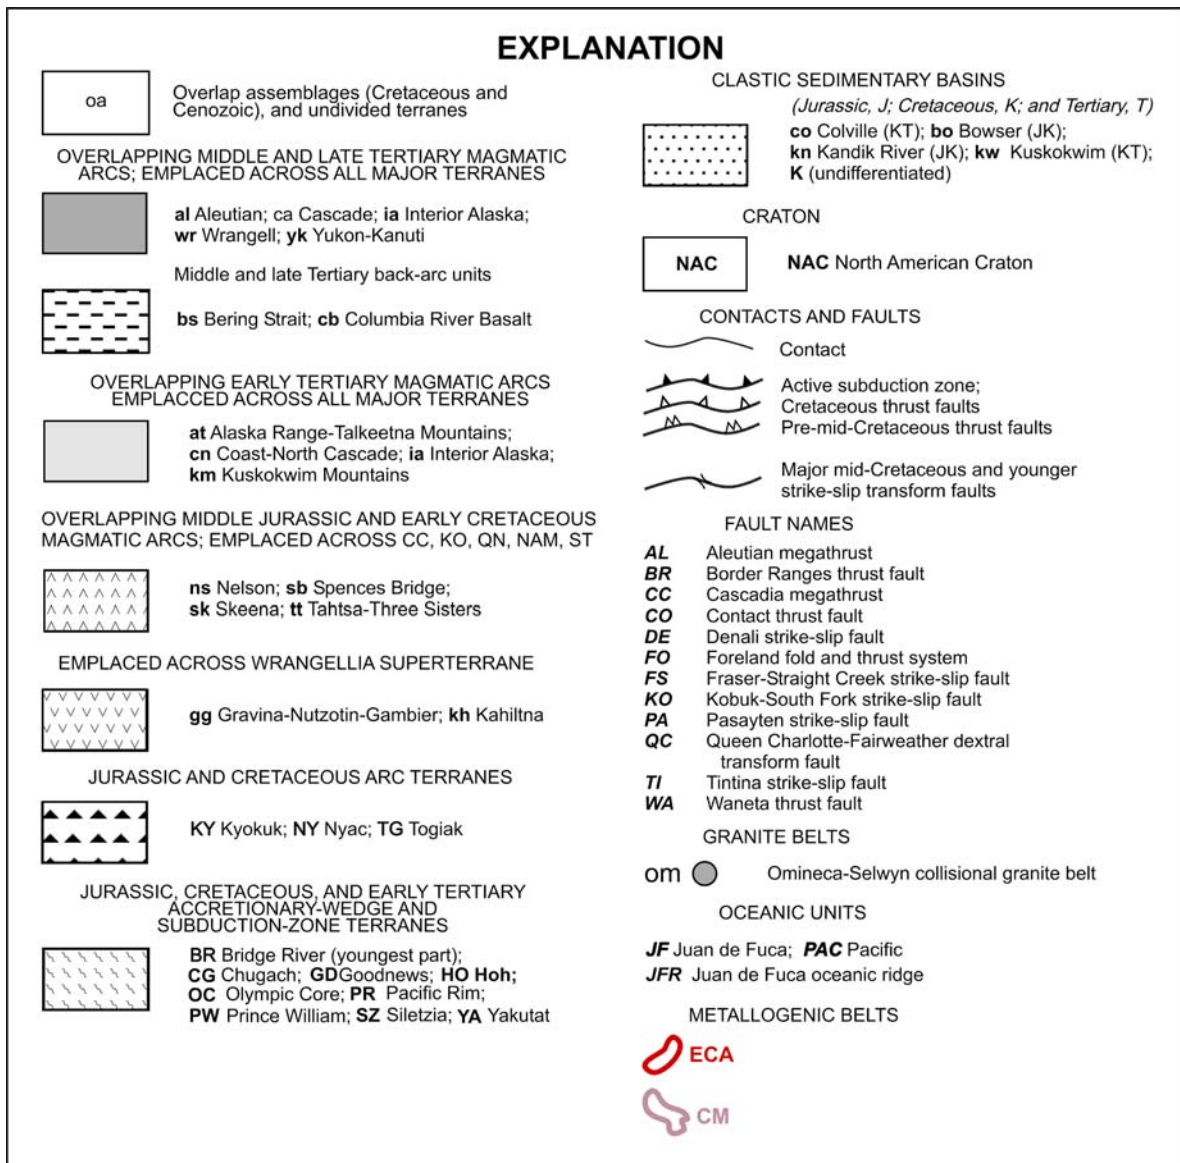 EXPLANATION
oa
Overlap assemblages (Cretaceous and
Cenozoic), and undivided terranes
OVERLAPPING MIDDLE AND LATE TERTIARY MAGMATIC
ARCS; EMPLACED ACROSS ALL MAJOR TERRANES
al Aleutian; ca Cascade; ia Interior Alaska;
wr Wrangell; yk Yukon-Kanuti
Middle and late Tertiary back-arc units
bs Bering Strait; cb Columbia River Basalt
OVERLAPPING EARLY TERTIARY MAGMATIC ARCS
EMPLACCED ACROSS ALL MAJOR TERRANES
at Alaska Range-Talkeetna Mountains;
cn Coast-North Cascade; ia Interior Alaska;
km Kuskokwim Mountains
OVERLAPPING MIDDLE JURASSIC AND EARLY CRETACEOUS
MAGMATIC ARCS; EMPLACED ACROSS CC, KO, QN, NAM, ST
ns Nelson; sb Spences Bridge;
sk Skeena; tt Tahtsa-Three Sisters
EMPLACED ACROSS WRANGELLIA SUPERTERRANE
gg Gravina-Nutzotin-Gambier; kh Kahiltna
JURASSIC AND CRETACEOUS ARC TERRANES
KY Kyokuk; NY Nyac; TG Togiak
JURASSIC, CRETACEOUS, AND EARLY TERTIARY
ACCRETIONARY-WEDGE AND
SUBDUCTION-ZONE TERRANES
BR Bridge River (youngest part);
CG Chugach; GDGoodnews; HO Hoh;
OC Olympic Core; PR Pacific Rim;
PW Prince William; SZ Siletzia; YA Yakutat
CLASTIC SEDIMENTARY BASINS
(Jurassic, J; Cretaceous, K; and Tertiary, T)
co Colville (KT); bo Bowser (JK);
kn Kandik River (JK); kw Kuskokwim (KT);
K (undifferentiated)
CRATON
NAC
NAC North American Craton
CONTACTS AND FAULTS
Contact
Active subduction zone;
Cretaceous thrust faults
Pre-mid-Cretaceous thrust faults
Major mid-Cretaceous and younger
strike-slip transform faults
FAULT NAMES
AL Aleutian megathrust
BR Border Ranges thrust fault
CC Cascadia megathrust
CO Contact thrust fault
DE Denali strike-slip fault
FO Foreland fold and thrust system
FS Fraser-Straight Creek strike-slip fault
KO Kobuk-South Fork strike-slip fault
PA Pasayten strike-slip fault
QC Queen Charlotte-Fairweather dextral
transform fault
TI Tintina strike-slip fault
WA Waneta thrust fault
GRANITE BELTS
om Omineca-Selwyn collisional granite belt
OCEANIC UNITS
JF Juan de Fuca; PAC Pacific
JFR Juan de Fuca oceanic ridge
METALLOGENIC BELTS
ECA
CM